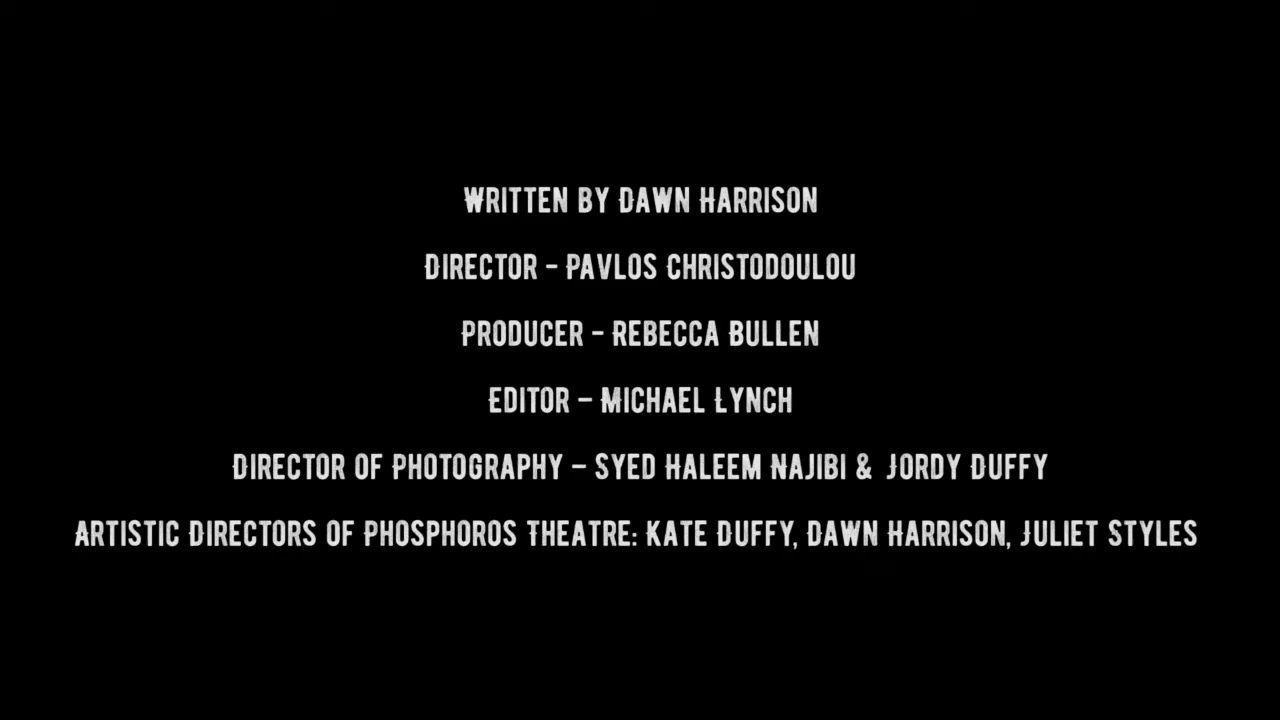 Written by Dawn Harrison
Director - Pavlos Christodoulou
Producer - Rebecca Bullen
Editor – Michael Lynch
Director of Photography – Syed Haleem Najibi & Jordy Duffy
Artistic Directors of Phosphoros Theatre: Kate Duffy, Dawn Harrison, Juliet Styles